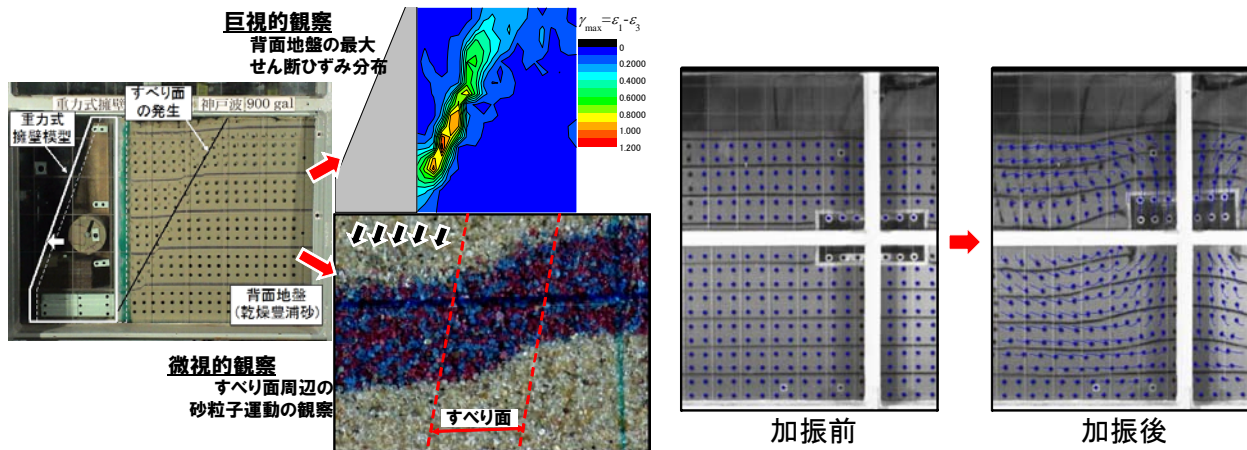 巨視的観察
背面地盤の最大
せん断ひずみ分布
γmax=ε1-ε3
0
0.2000
0.4000
0.6000
0.8000
1.000
1.200
すべり面
の発生
重力式擁壁
神戸波
900 gal
重力式
擁壁模型
背面地盤
(乾燥豊浦砂)
微視的観察
すべり面周辺の
砂粒子運動の観察
すべり面
加振前
加振後